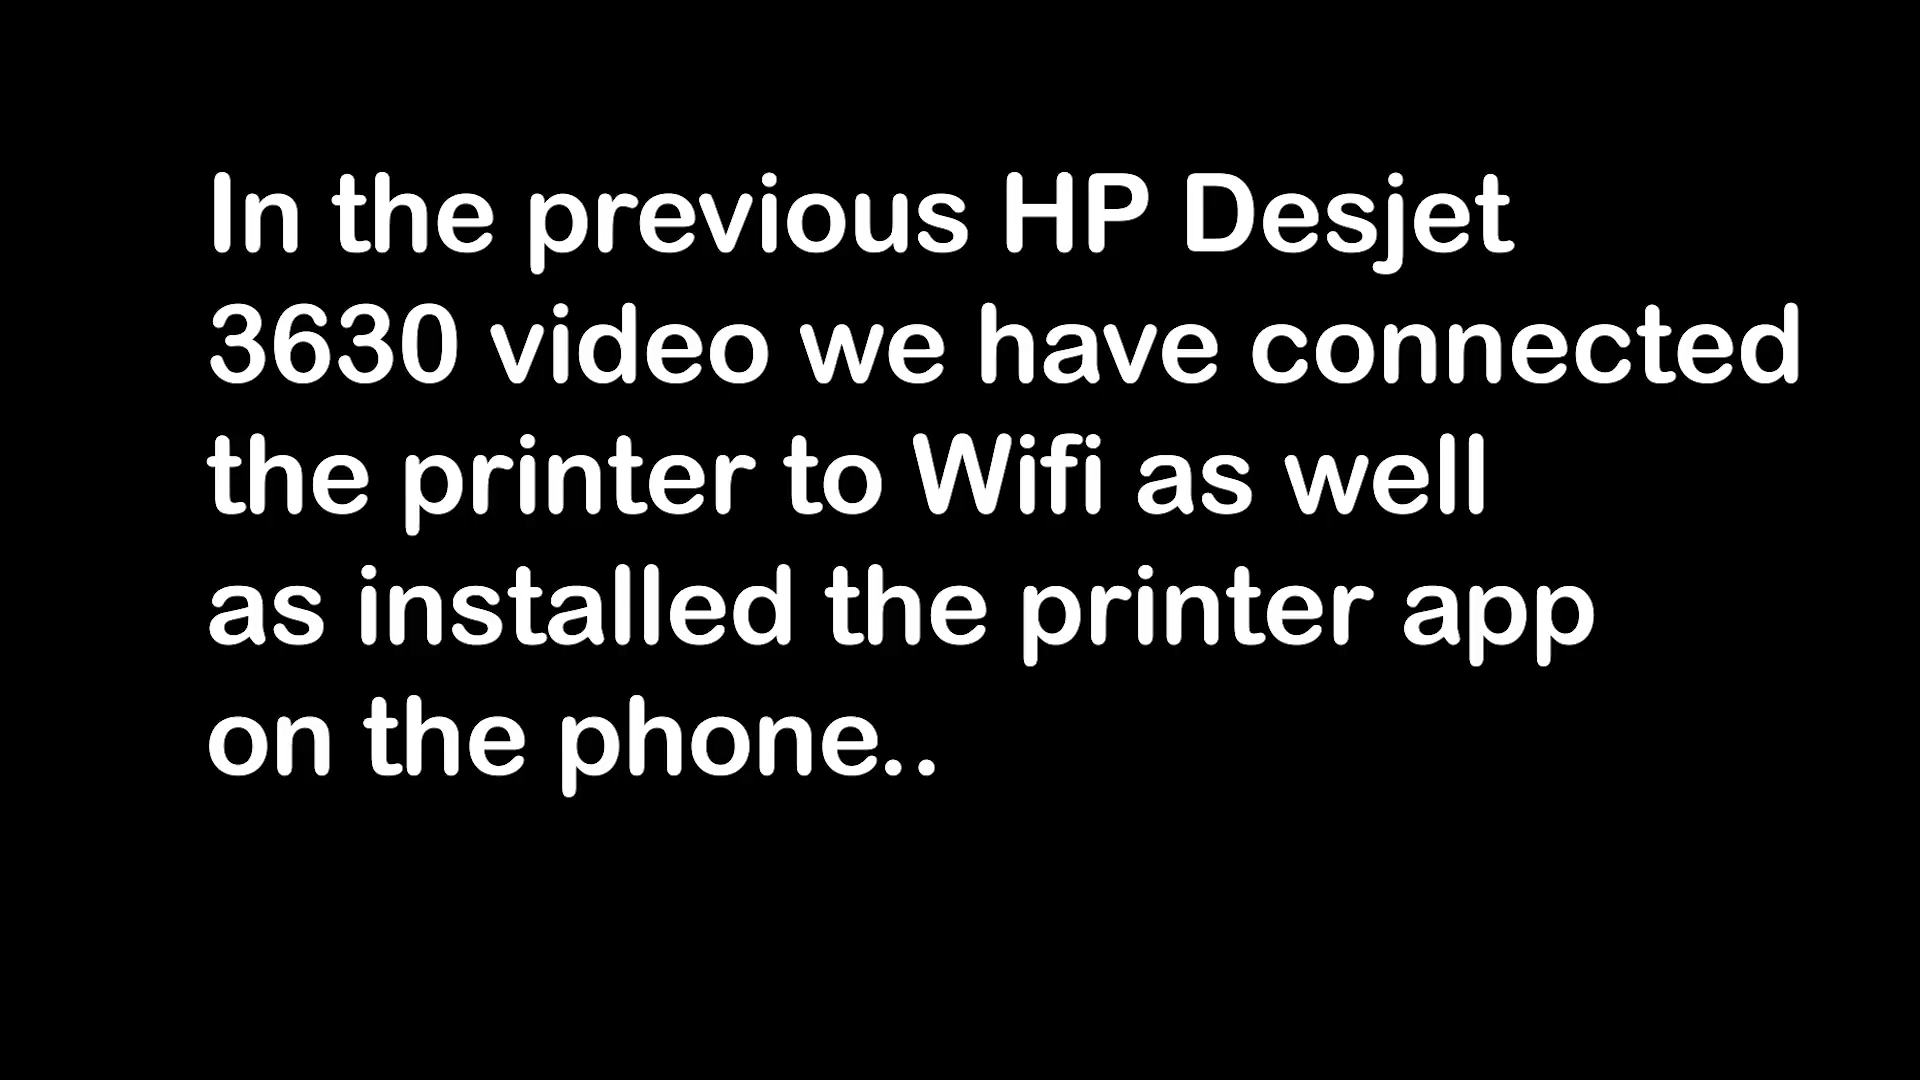 In the previous HP Desjet
3630 video we have connected
the printer to Wifi as well
as installed the printer app
on the phone..